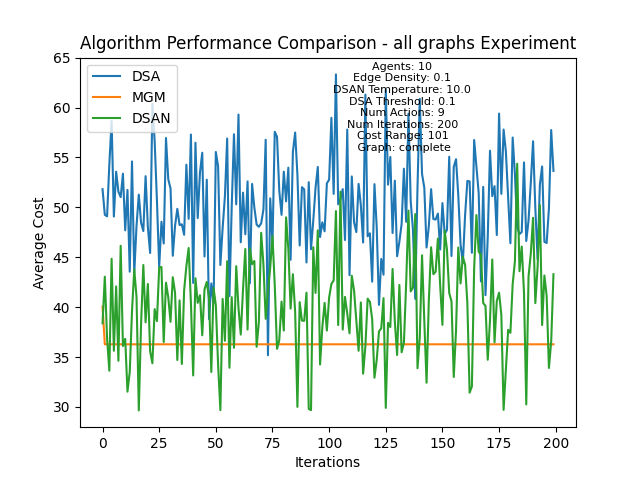 Algorithm Performance Comparison - all graphs Experiment
Agents: 10
Edge Density: 0.1
DSAN Temperature: 10.0
DSA Threshold: 0.1
Num Actions: 9
Num Iterations: 200
Cost Range: 101
Graph: complete
DSA
MGM
DSAN
65
60
55
50
45
40
35
30
Average Cost
0 25 50 75 100 125 150 175 200
Iterations